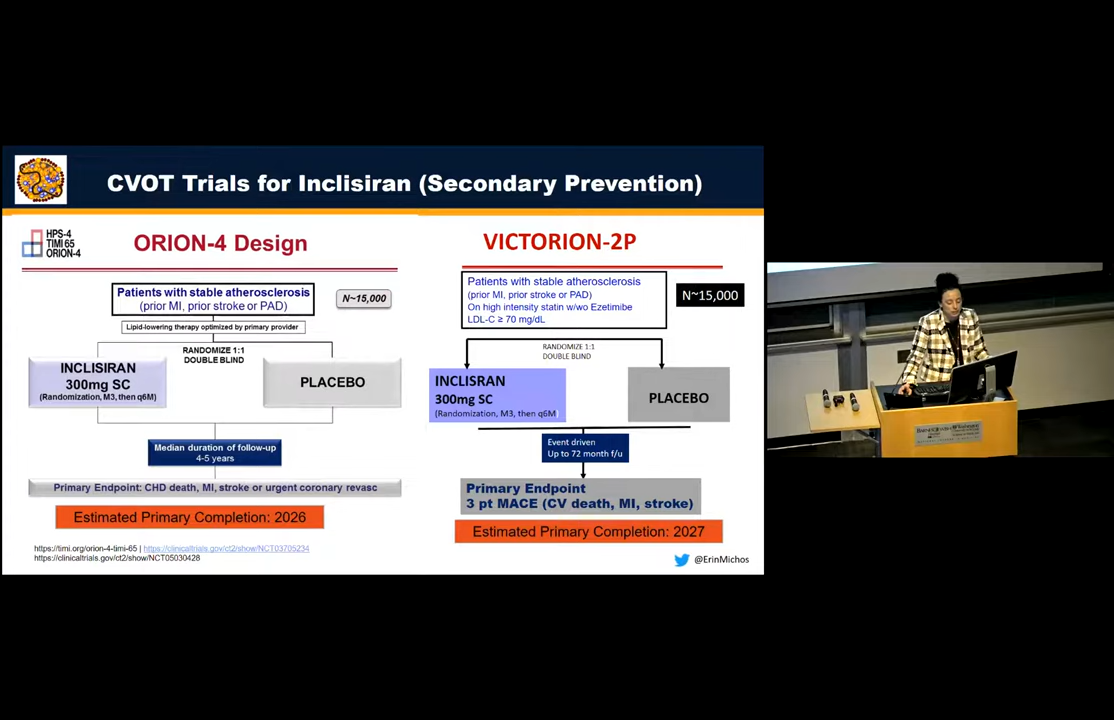 CVOT Trials for Inclisiran (Secondary Prevention)
HPS-4
TIMI 65
ORION-4
ORION-4 Design
Patients with stable atherosclerosis
(prior MI, prior stroke or PAD)
N~15,000
Lipid-lowering therapy optimized by primary provider
RANDOMIZE 1:1
DOUBLE BLIND
INCLISIRAN
300mg SC
(Randomization, M3, then q6M)
PLACEBO
Median duration of follow-up
4-5 years
Primary Endpoint: CHD death, MI, stroke or urgent coronary revasc
Estimated Primary Completion: 2026
https://timi.org/orion-4-timi-65 | https://clinicaltrials.gov/ct2/show/NCT03705234
https://clinicaltrials.gov/ct2/show/NCT05030428
VICTORION-2P
Patients with stable atherosclerosis
(prior MI, prior stroke or PAD)
On high intensity statin w/wo Ezetimibe
LDL-C ≥ 70 mg/dL
N~15,000
RANDOMIZE 1:1
DOUBLE BLIND
INCLISRAN
300mg SC
(Randomization, M3, then q6M)
PLACEBO
Event driven
Up to 72 month f/u
Primary Endpoint
3 pt MACE (CV death, MI, stroke)
Estimated Primary Completion: 2027
@ErinMichos